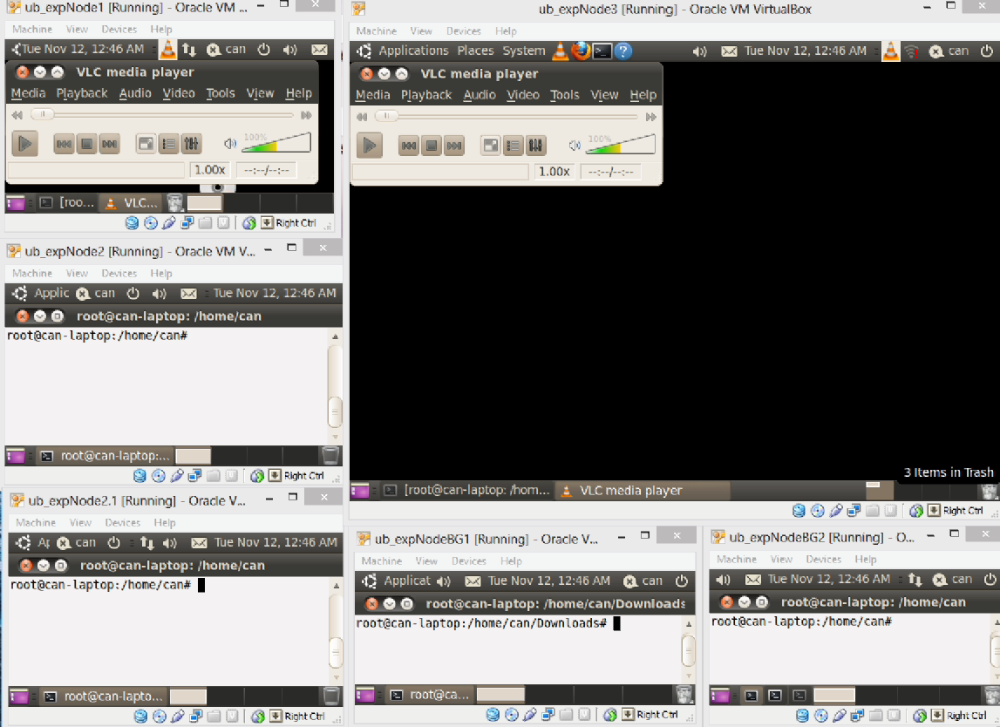 ub_expNode1 [Running] - Oracle VM ...
Machine View Devices Help
Tue Nov 12, 12:46 AM can
VLC media player
Media Playback Audio Video Tools View Help
100%
1.00x --:--/--:--
[roo... VLC...
Right Ctrl
ub_expNode3 [Running] - Oracle VM VirtualBox
Machine View Devices Help
Applications Places System Tue Nov 12, 12:46 AM can
VLC media player
Media Playback Audio Video Tools View Help
100%
1.00x --:--/--:--
3 Items in Trash
[root@can-laptop: /hom... VLC media player
Right Ctrl
ub_expNode2 [Running] - Oracle VM V...
Machine View Devices Help
Applic can Tue Nov 12, 12:46 AM
root@can-laptop: /home/can
root@can-laptop:/home/can#
root@can-laptop:...
Right Ctrl
ub_expNode2.1 [Running] - Oracle V...
Machine View Devices Help
Ap can Tue Nov 12, 12:46 AM
root@can-laptop: /home/can
root@can-laptop:/home/can#
root@can-lapto...
Right Ctrl
ub_expNodeBG1 [Running] - Oracle V...
Machine View Devices Help
Applicat Tue Nov 12, 12:46 AM can
root@can-laptop: /home/can/Downloads
root@can-laptop:/home/can/Downloads#
root@ca...
Right Ctrl
ub_expNodeBG2 [Running] - O...
Machine View Devices Help
Tue Nov 12, 12:46 AM can
root@can-laptop: /home/can
root@can-laptop:/home/can#
Right Ctrl